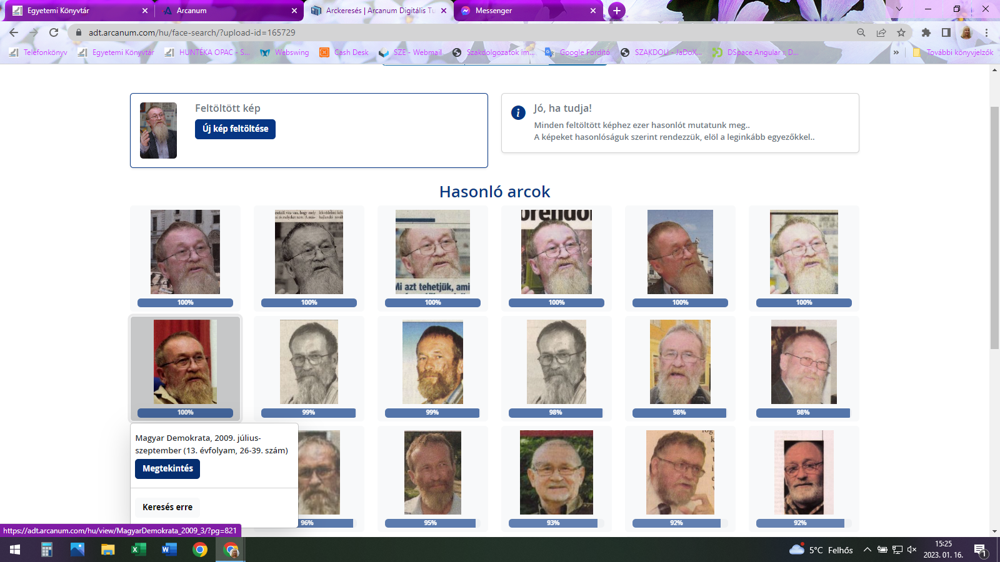 Egyetemi Könyvtár
Arcanum
Arckeresés | Arcanum Digitális Tu
Messenger
adt.arcanum.com/hu/face-search/?upload-id=165729
Telefonkönyv
Egyetemi Könyvtár
HUNTÉKA OPAC - S...
Webswing
Cash Desk
SZE - Webmail
Szakdolgozatok im...
Google Fordító
SZAKDOLI - JaDoX...
DSpace Angular :: D...
»
További könyvjelzők
Feltöltött kép
Új kép feltöltése
Jó, ha tudja!
Minden feltöltött képhez ezer hasonlót mutatunk meg..
A képeket hasonlóságuk szerint rendezzük, elöl a leginkább egyezőkkel..
Hasonló arcok
Mi azt tehetjük, ami
100%
100%
100%
100%
100%
100%
100%
99%
99%
98%
98%
98%
Magyar Demokrata, 2009. július-
szeptember (13. évfolyam, 26-39. szám)
Megtekintés
Keresés erre
96%
95%
93%
92%
92%
https://adt.arcanum.com/hu/view/MagyarDemokrata_2009_3/?pg=821
5°C Felhős
15:25
2023. 01. 16.
1